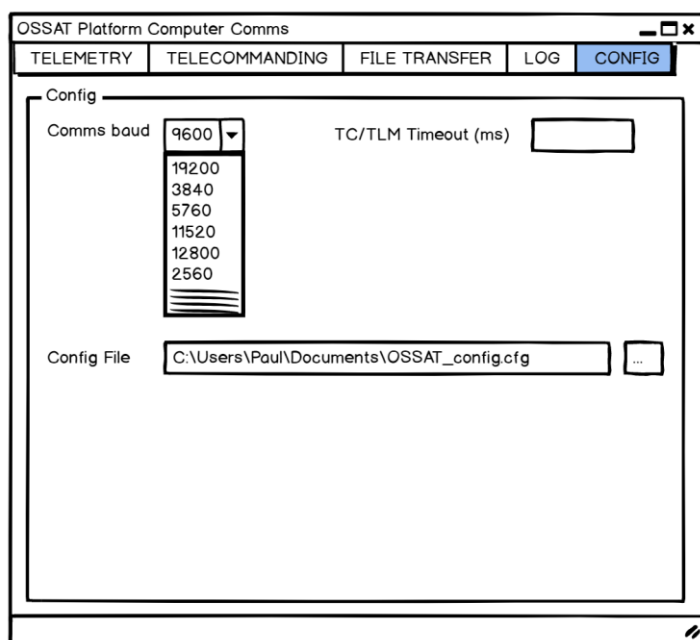 OSSAT Platform Computer Comms
TELEMETRY TELECOMMANDING FILE TRANSFER LOG CONFIG
Config
Comms baud 9600 TC/TLM Timeout (ms)
19200
3840
5760
11520
12800
2560
Config File C:\Users\Paul\Documents\OSSAT_config.cfg ...